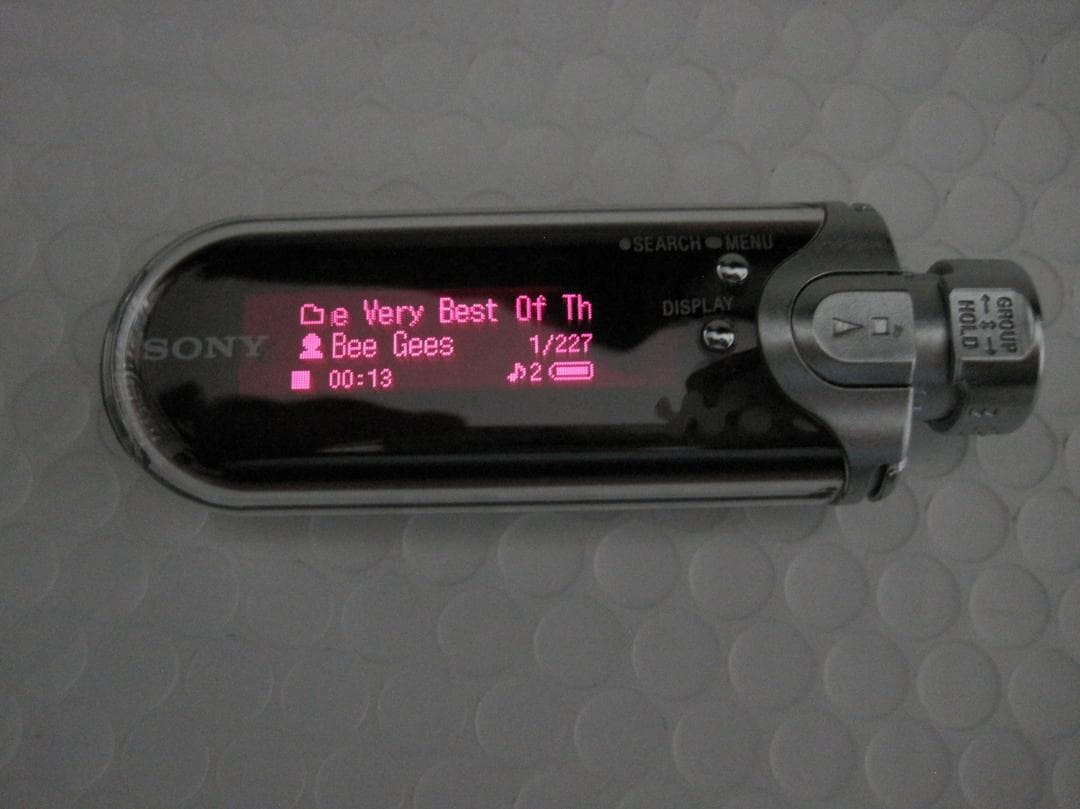 SEARCH MENU
DISPLAY
SONY
e Very Best Of Th
Bee Gees 1/227
00:13 2
GROUP
HOLD